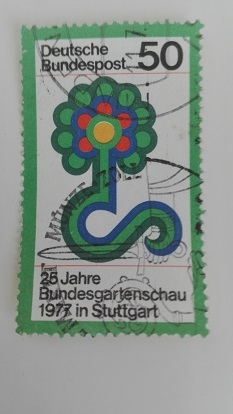 Deutsche 50
Bundespost
25 Jahre
Bundesgartenschau
1977 in Stuttgart